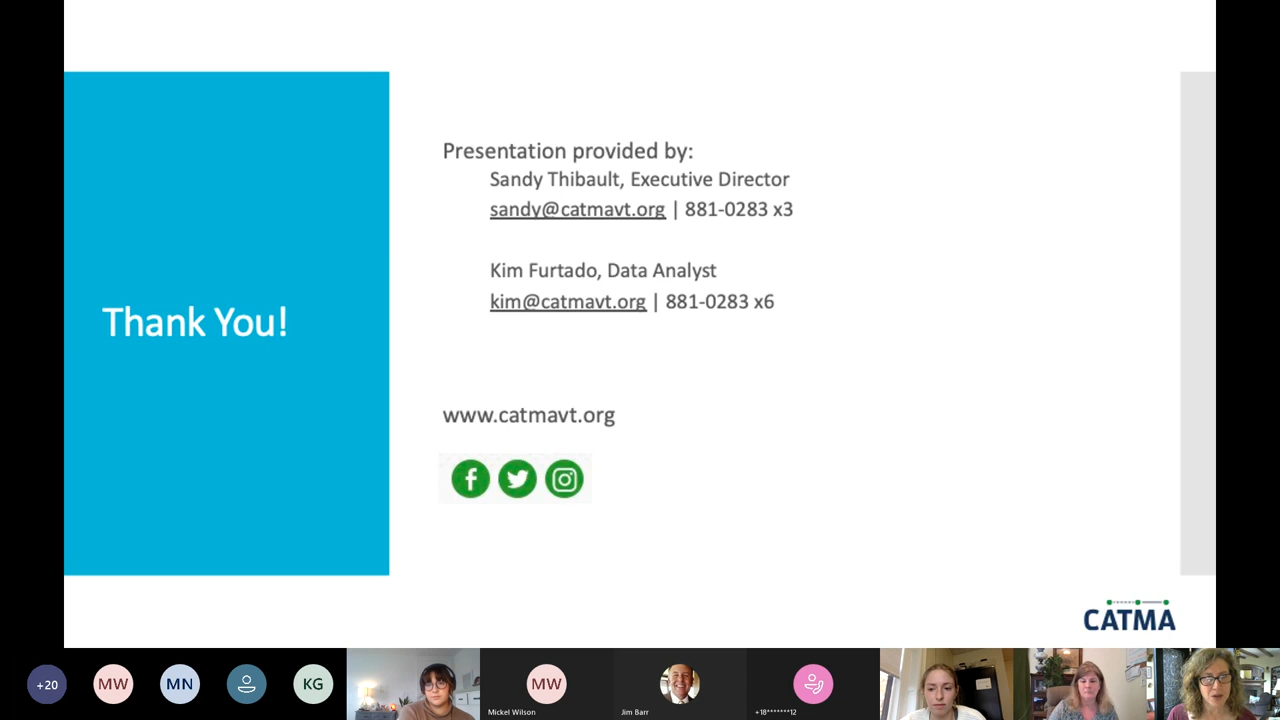 Presentation provided by:
Sandy Thibault, Executive Director
sandy@catmavt.org | 881-0283 x3
Kim Furtado, Data Analyst
kim@catmavt.org | 881-0283 x6
Thank You!
www.catmavt.org
CATMA
+20
MW
MN
KG
MW
Mickel Wilson
Jim Barr
+18*******12